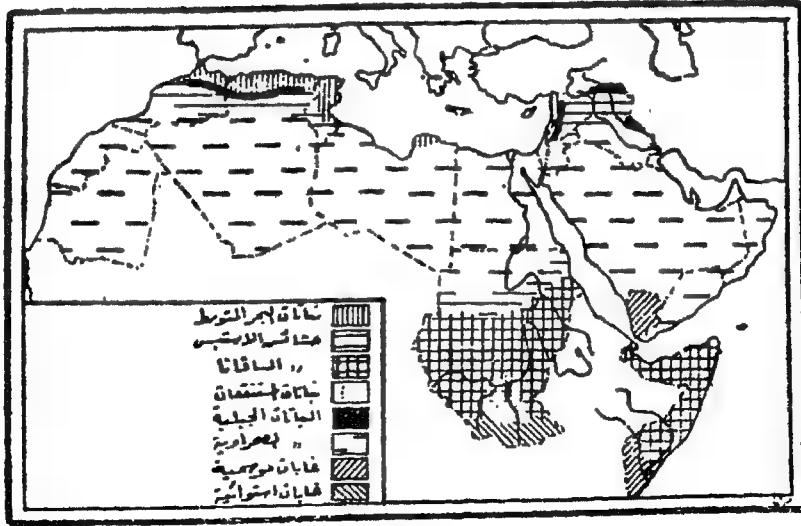 نباتات البحر المتوسط
حشائش الاستبس
" السافانا
نباتات المستنقعات
النباتات الجبلية
" الصحراوية
غابات موسمية
غابات استوائية